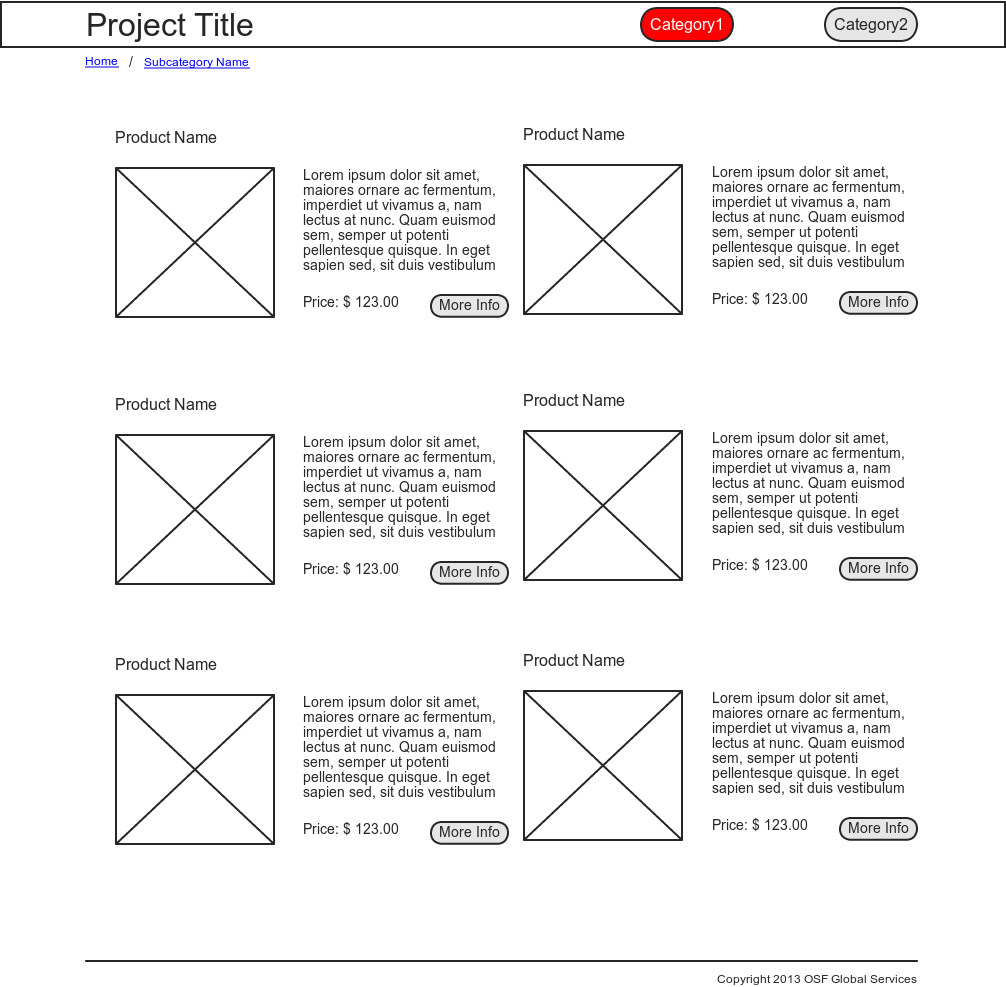 Project Title
Category1
Category2
Home / Subcategory Name
Product Name
Lorem ipsum dolor sit amet,
maiores ornare ac fermentum,
imperdiet ut vivamus a, nam
lectus at nunc. Quam euismod
sem, semper ut potenti
pellentesque quisque. In eget
sapien sed, sit duis vestibulum
Price: $ 123.00
More Info
Product Name
Lorem ipsum dolor sit amet,
maiores ornare ac fermentum,
imperdiet ut vivamus a, nam
lectus at nunc. Quam euismod
sem, semper ut potenti
pellentesque quisque. In eget
sapien sed, sit duis vestibulum
Price: $ 123.00
More Info
Product Name
Lorem ipsum dolor sit amet,
maiores ornare ac fermentum,
imperdiet ut vivamus a, nam
lectus at nunc. Quam euismod
sem, semper ut potenti
pellentesque quisque. In eget
sapien sed, sit duis vestibulum
Price: $ 123.00
More Info
Product Name
Lorem ipsum dolor sit amet,
maiores ornare ac fermentum,
imperdiet ut vivamus a, nam
lectus at nunc. Quam euismod
sem, semper ut potenti
pellentesque quisque. In eget
sapien sed, sit duis vestibulum
Price: $ 123.00
More Info
Product Name
Lorem ipsum dolor sit amet,
maiores ornare ac fermentum,
imperdiet ut vivamus a, nam
lectus at nunc. Quam euismod
sem, semper ut potenti
pellentesque quisque. In eget
sapien sed, sit duis vestibulum
Price: $ 123.00
More Info
Product Name
Lorem ipsum dolor sit amet,
maiores ornare ac fermentum,
imperdiet ut vivamus a, nam
lectus at nunc. Quam euismod
sem, semper ut potenti
pellentesque quisque. In eget
sapien sed, sit duis vestibulum
Price: $ 123.00
More Info
Copyright 2013 OSF Global Services